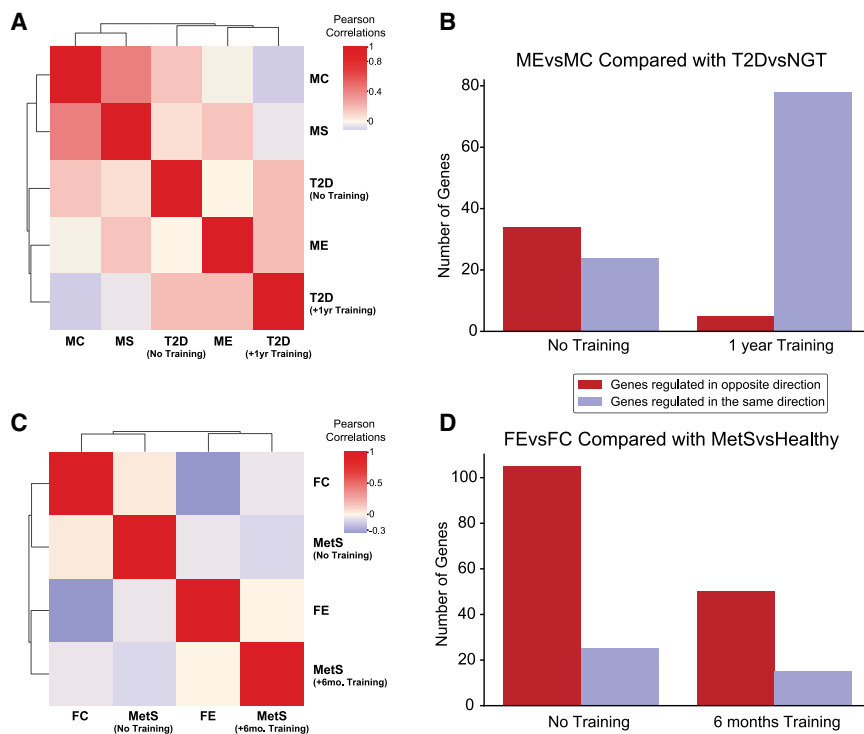 A
Pearson
Correlations
1
0.4
0
MC
MS
T2D
(No Training)
ME
T2D
(+1yr Training)
MC
MS
T2D
(No Training)
ME
T2D
(+1yr Training)
B
MEvsMC Compared with T2DvsNGT
Number of Genes
80
60
40
20
0
No Training
1 year Training
Genes regulated in opposite direction
Genes regulated in the same direction
C
Pearson
Correlations
1
0
-0.3
FC
MetS
(No Training)
FE
MetS
(+6mo. Training)
FC
MetS
(No Training)
FE
MetS
(+6mo. Training)
D
FEvsFC Compared with MetSvsHealthy
Number of Genes
100
80
60
40
20
0
No Training
6 months Training